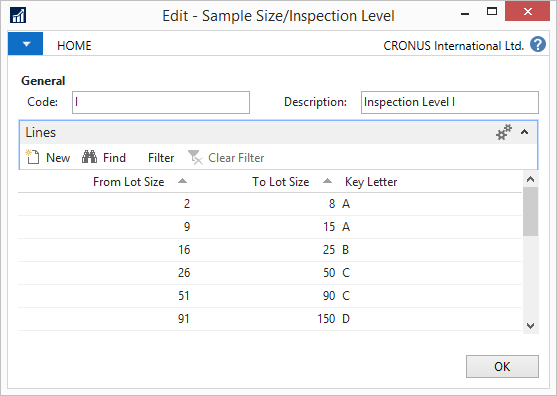 Edit - Sample Size/Inspection Level
HOME
CRONUS International Ltd.
General
Code: I
Description: Inspection Level I
Lines
New Find Filter Clear Filter
From Lot Size To Lot Size Key Letter
2 8 A
9 15 A
16 25 B
26 50 C
51 90 C
91 150 D
OK